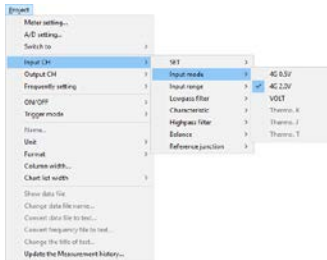 Project
Meter setting...
A/D setting...
Switch to
Input CH
Output CH
Frequently setting
ON/OFF
Trigger mode
Name...
Unit
Format
Column width...
Chart list width
Show data file
Change data file name...
Convert data file to text...
Convert frequency file to text...
Change the title of text...
Update the Measurement history...
SET
Input mode
Input range
Lowpass Filter
Characteristic
Highpass Filter
Balance
Reference junction
4G 0.5V
4G 2.0V
VOLT
Thermo. K
Thermo. J
Thermo. T